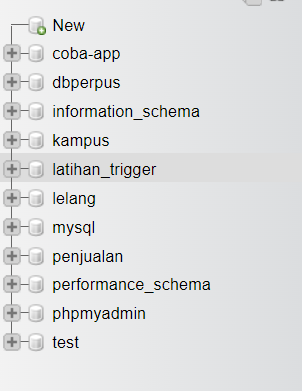 New
coba-app
dbperpus
information_schema
kampus
latihan_trigger
lelang
mysql
penjualan
performance_schema
phpmyadmin
test